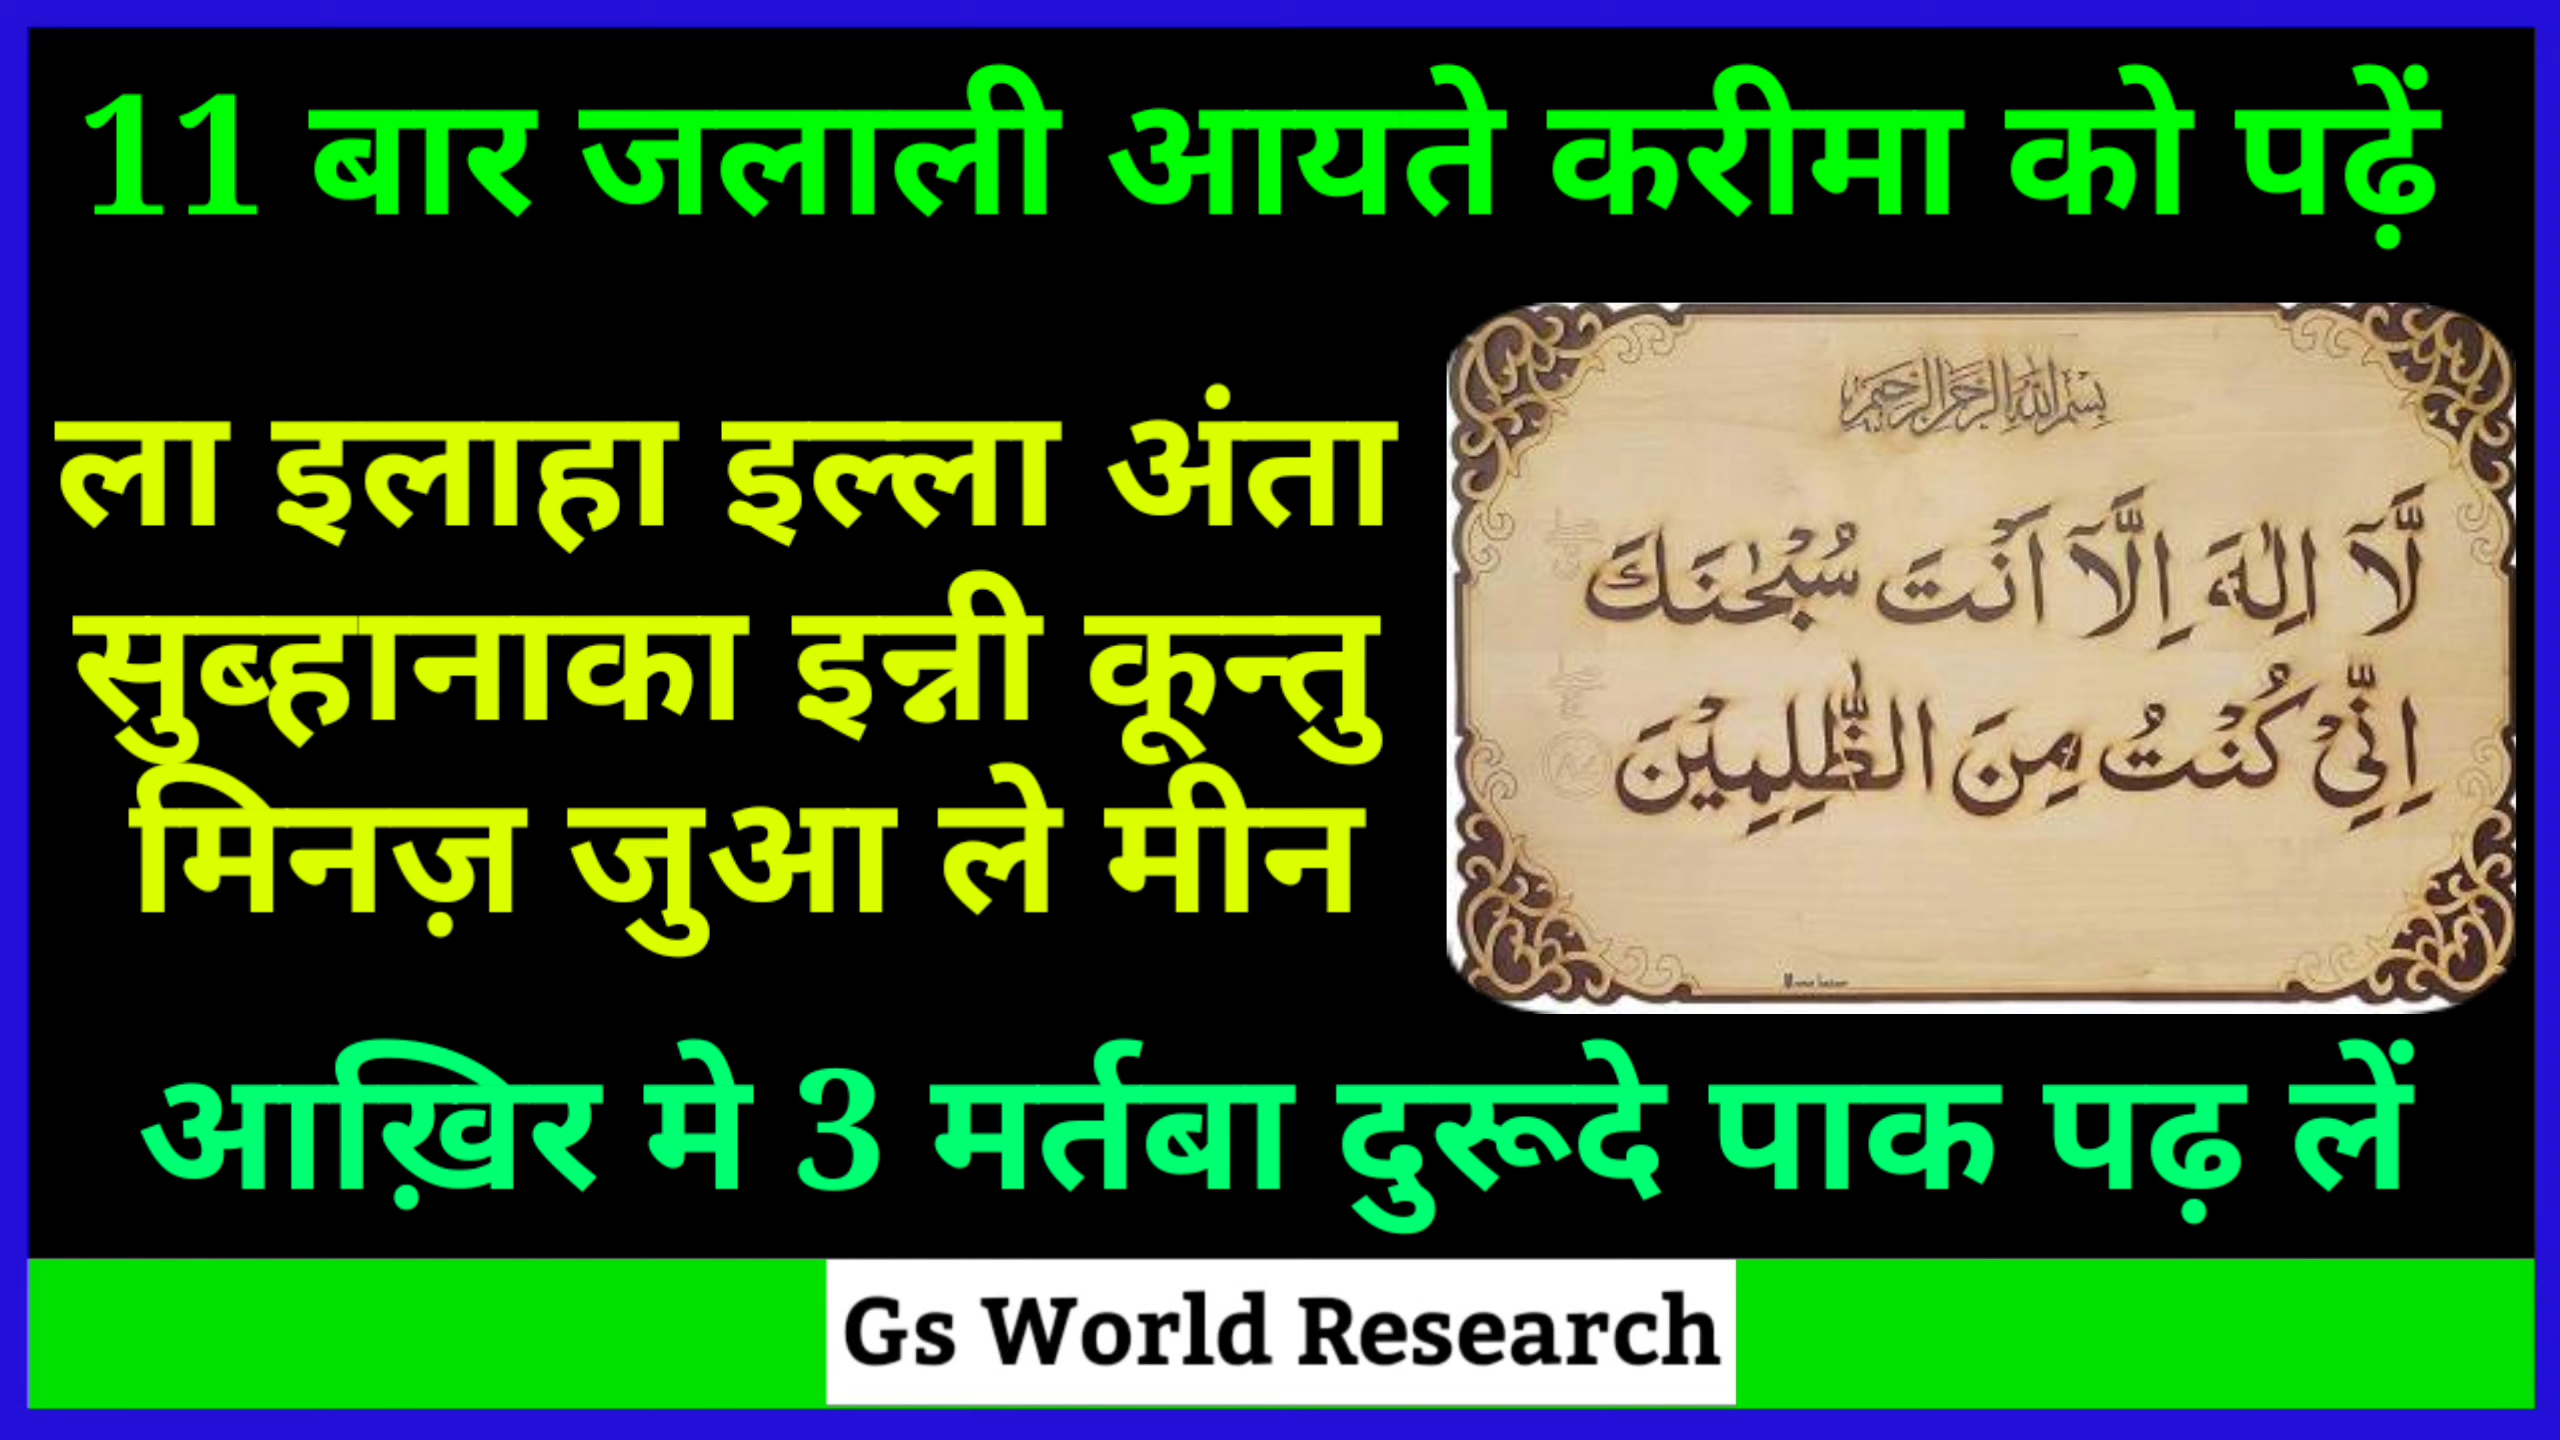 11 बार जलाली आयते करीमा को पढ़ें
ला इलाहा इल्ला अंता
सुब्हानाका इन्नी कून्तु
मिनज़ जुआ ले मीन
بسم الله الرحمن الرحيم
لَّآ اِلٰهَ اِلَّآ اَنْتَ سُبْحٰنَكَ
اِنِّيْ كُنْتُ مِنَ الظّٰلِمِيْنَ
आख़िर मे 3 मर्तबा दुरूदे पाक पढ़ लें
Gs World Research